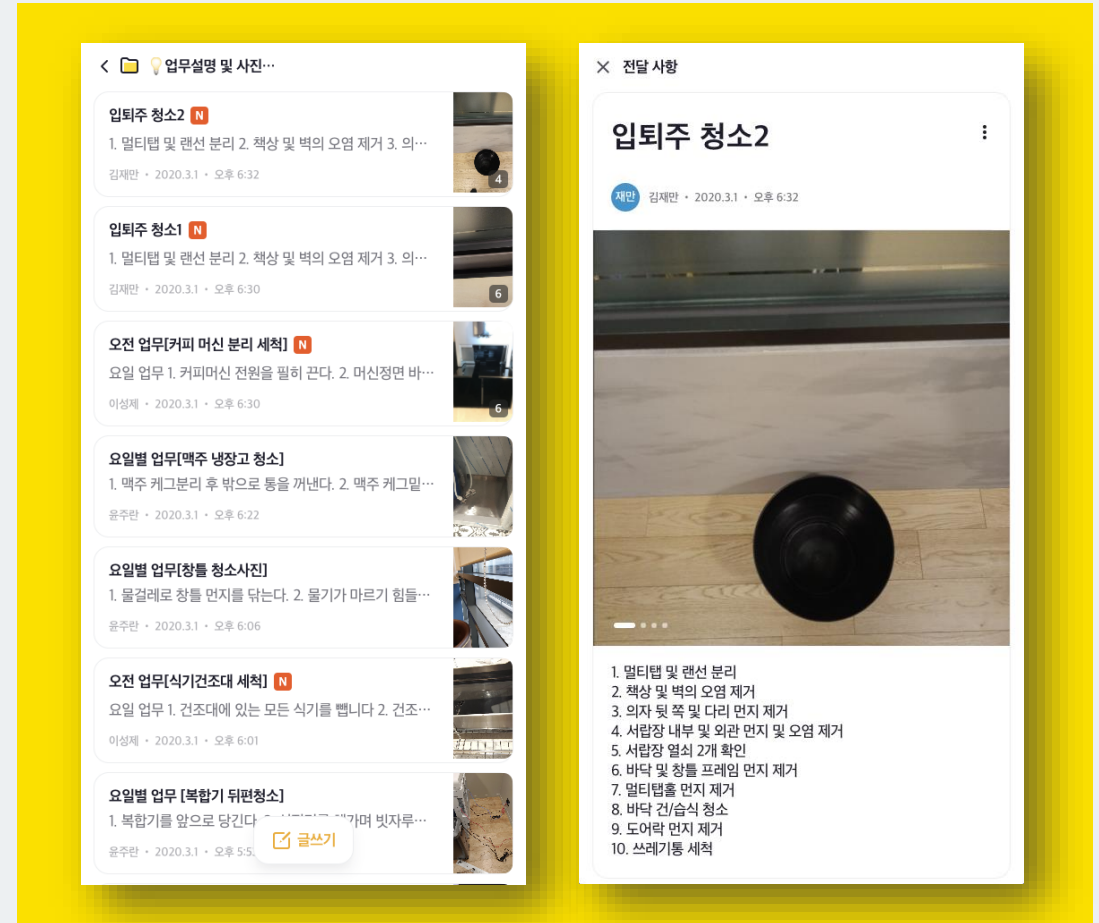 업무설명 및 사진…
입퇴주 청소2 N
1. 멀티탭 및 랜선 분리 2. 책상 및 벽의 오염 제거 3. 의…
김재만 • 2020.3.1 • 오후 6:32
4
입퇴주 청소1 N
1. 멀티탭 및 랜선 분리 2. 책상 및 벽의 오염 제거 3. 의…
김재만 • 2020.3.1 • 오후 6:30
6
오전 업무[커피 머신 분리 세척] N
요일 업무 1. 커피머신 전원을 필히 끈다. 2. 머신정면 바…
이성제 • 2020.3.1 • 오후 6:30
6
요일별 업무[맥주 냉장고 청소]
1. 맥주 케그분리 후 밖으로 통을 꺼낸다. 2. 맥주 케그밑…
윤주란 • 2020.3.1 • 오후 6:22
요일별 업무[창틀 청소사진]
1. 물걸레로 창틀 먼지를 닦는다. 2. 물기가 마르기 힘들…
윤주란 • 2020.3.1 • 오후 6:06
오전 업무[식기건조대 세척] N
요일 업무 1. 건조대에 있는 모든 식기를 뺍니다 2. 건조…
이성제 • 2020.3.1 • 오후 6:01
요일별 업무 [복합기 뒤편청소]
1. 복합기를 앞으로 당긴다 빗자루…
윤주란 • 2020.3.1 • 오후
글쓰기
전달 사항
입퇴주 청소2
재만 김재만 • 2020.3.1 • 오후 6:32
1. 멀티탭 및 랜선 분리
2. 책상 및 벽의 오염 제거
3. 의자 뒷 쪽 및 다리 먼지 제거
4. 서랍장 내부 및 외관 먼지 및 오염 제거
5. 서랍장 열쇠 2개 확인
6. 바닥 및 창틀 프레임 먼지 제거
7. 멀티탭홀 먼지 제거
8. 바닥 건/습식 청소
9. 도어락 먼지 제거
10. 쓰레기통 세척